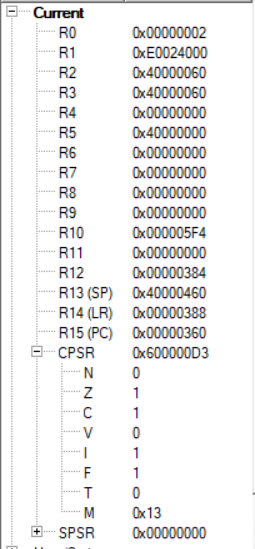 Current
R0 0x00000002
R1 0xE0024000
R2 0x40000060
R3 0x40000060
R4 0x00000000
R5 0x40000000
R6 0x00000000
R7 0x00000000
R8 0x00000000
R9 0x00000000
R10 0x000005F4
R11 0x00000000
R12 0x00000384
R13 (SP) 0x40000460
R14 (LR) 0x00000388
R15 (PC) 0x00000360
CPSR 0x600000D3
N 0
Z 1
C 1
V 0
I 1
F 1
T 0
M 0x13
SPSR 0x00000000